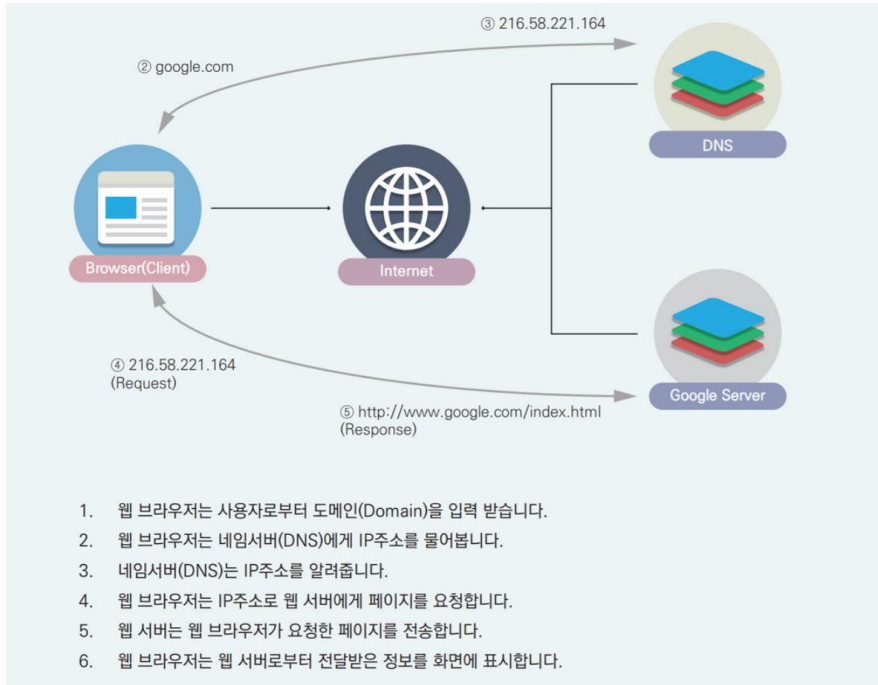 ③ 216.58.221.164
② google.com
DNS
Browser(Client)
Internet
④ 216.58.221.164
(Request)
Google Server
⑤ http://www.google.com/index.html
(Response)
1. 웹 브라우저는 사용자로부터 도메인(Domain)을 입력 받습니다.
2. 웹 브라우저는 네임서버(DNS)에게 IP주소를 물어봅니다.
3. 네임서버(DNS)는 IP주소를 알려줍니다.
4. 웹 브라우저는 IP주소로 웹 서버에게 페이지를 요청합니다.
5. 웹 서버는 웹 브라우저가 요청한 페이지를 전송합니다.
6. 웹 브라우저는 웹 서버로부터 전달받은 정보를 화면에 표시합니다.